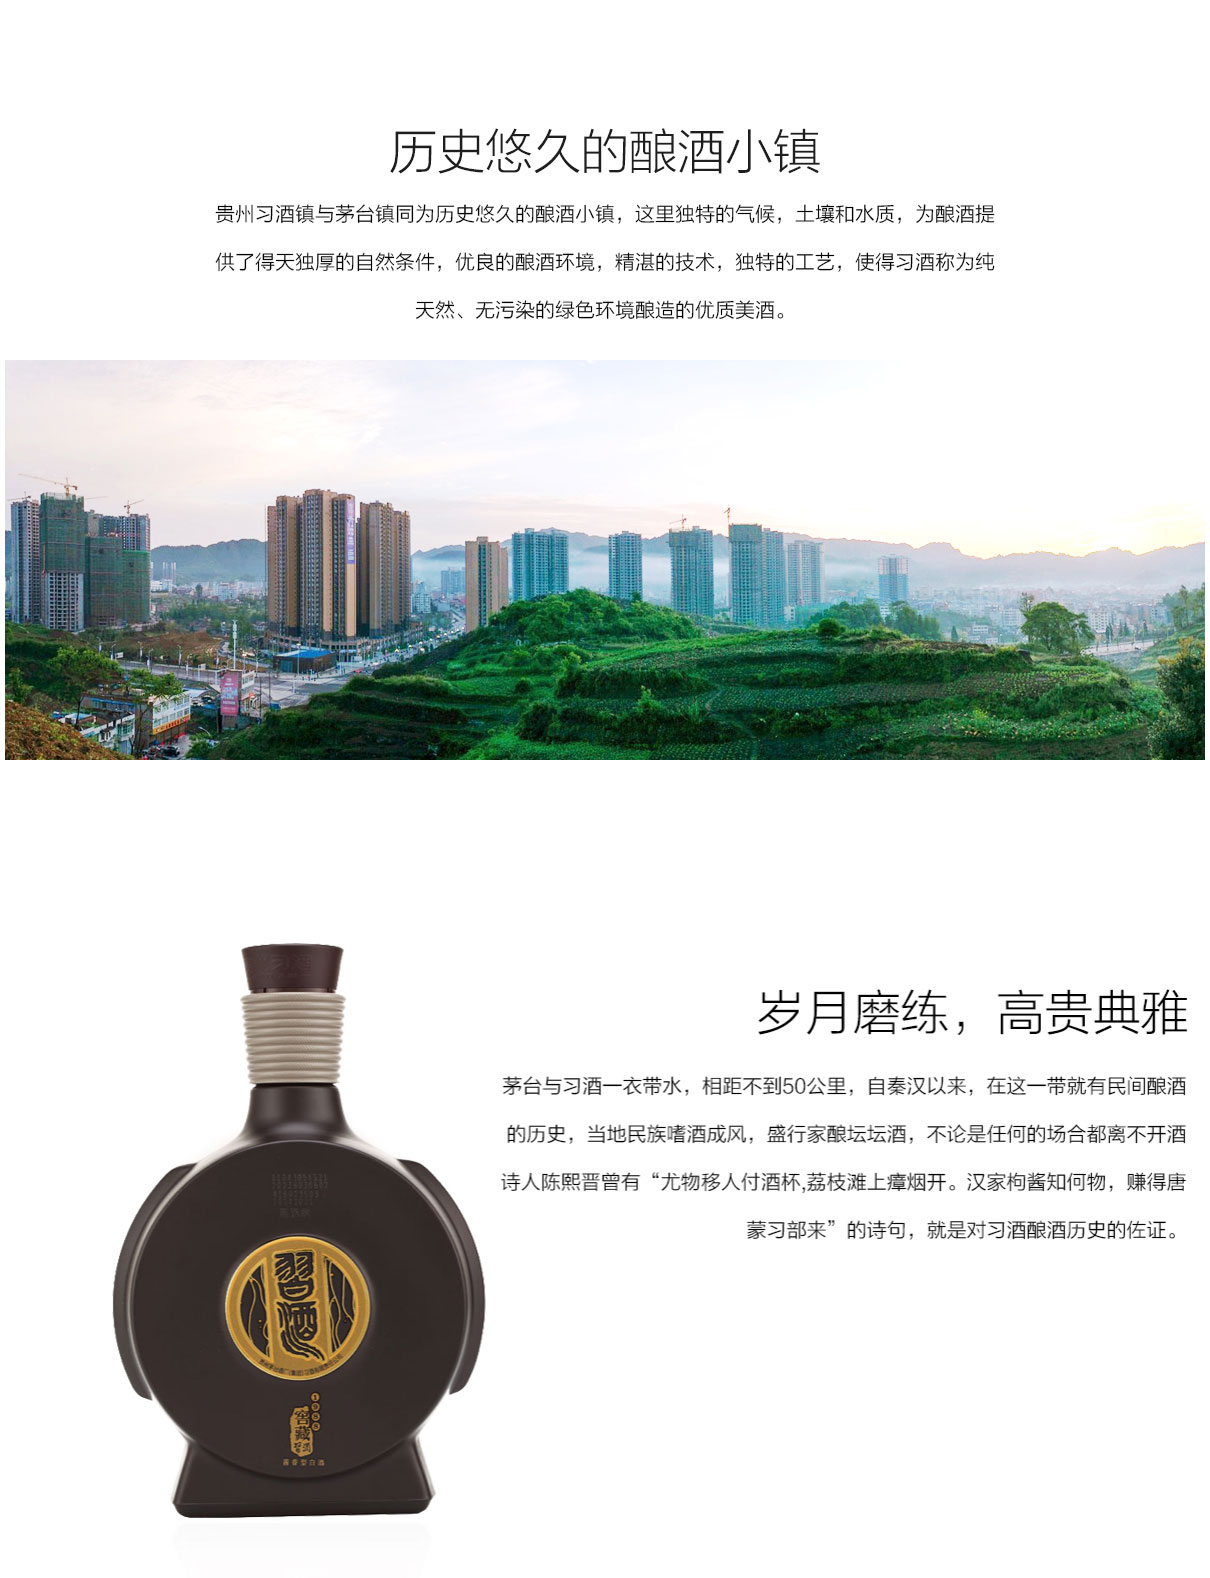 历史悠久的酿酒小镇
贵州习酒镇与茅台镇同为历史悠久的酿酒小镇，这里独特的气候，土壤和水质，为酿酒提
供了得天独厚的自然条件，优良的酿酒环境，精湛的技术，独特的工艺，使得习酒称为纯
天然、无污染的绿色环境酿造的优质美酒。
岁月磨练，高贵典雅
茅台与习酒一衣带水，相距不到50公里，自秦汉以来，在这一带就有民间酿酒
的历史，当地民族嗜酒成风，盛行家酿坛坛酒，不论是任何的场合都离不开酒
诗人陈熙晋曾有“尤物移人付酒杯,荔枝滩上瘴烟开。汉家枸酱知何物，赚得唐
蒙习部来”的诗句，就是对习酒酿酒历史的佐证。
習酒
1988
窖藏
習酒
酱香型白酒